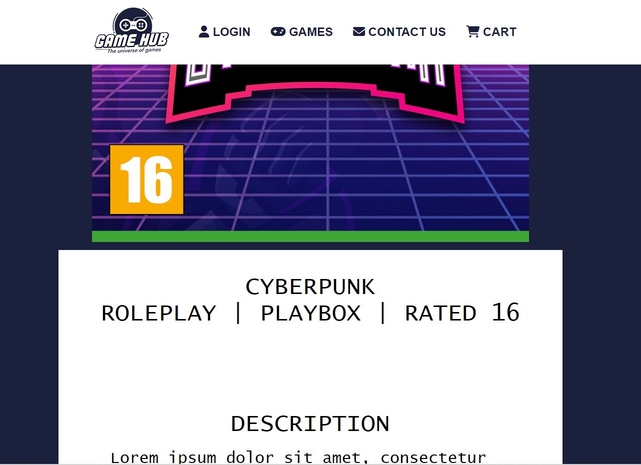 GAME HUB
The universe of games
LOGIN
GAMES
CONTACT US
CART
16
CYBERPUNK
ROLEPLAY | PLAYBOX | RATED 16
DESCRIPTION
Lorem ipsum dolor sit amet, consectetur